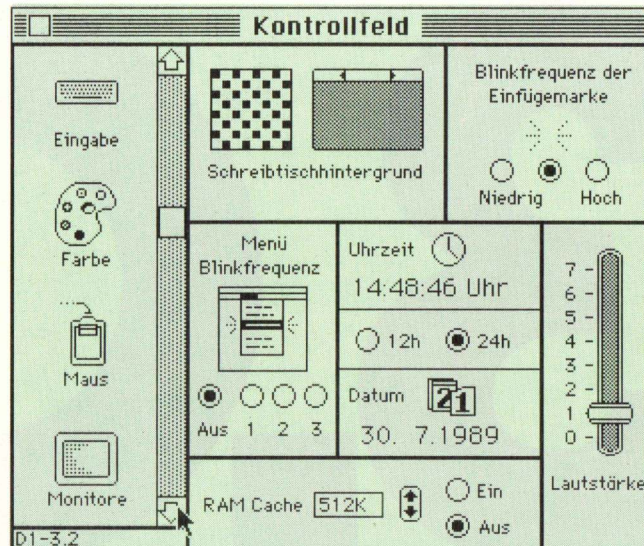 Kontrollfeld
Eingabe
Farbe
Maus
Monitore
D1-3.2
Schreibtischhintergrund
Blinkfrequenz der
Einfügemarke
Niedrig Hoch
Menü
Blinkfrequenz
Aus 1 2 3
Uhrzeit
14:48:46 Uhr
12h 24h
Datum 21
30. 7.1989
7
6
5
4
3
2
1
0
Lautstärke
RAM Cache 512K
Ein
Aus